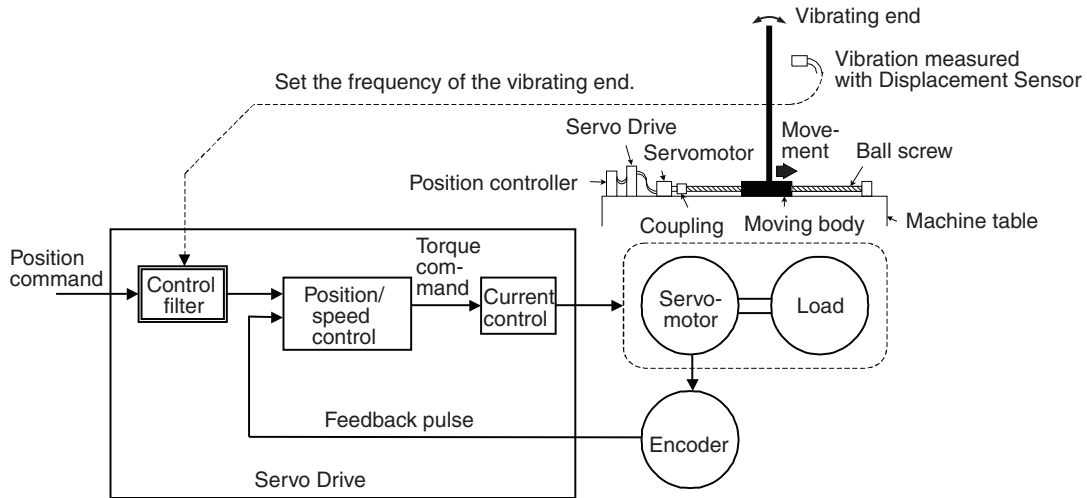 Vibrating end
Vibration measured
with Displacement Sensor
Set the frequency of the vibrating end.
Servo Drive
Servomotor
Move-
ment
Ball screw
Position controller
Coupling
Moving body
Machine table
Position
command
Control
filter
Position/
speed
control
Torque
com-
mand
Current
control
Servo-
motor
Load
Feedback pulse
Encoder
Servo Drive